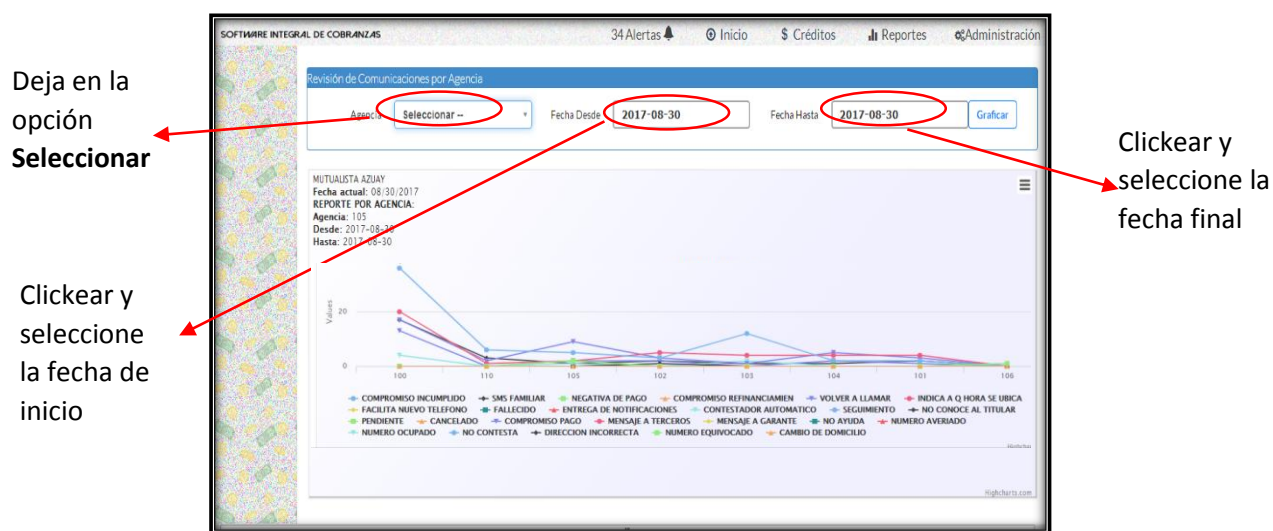 SOFTWARE INTEGRAL DE COBRANZAS
34 Alertas Inicio $ Créditos Reportes Administración
Deja en la
opción
Seleccionar
Revisión de Comunicaciones por Agencia
Agencia Seleccionar -- Fecha Desde 2017-08-30 Fecha Hasta 2017-08-30 Graficar
Clickear y
seleccione la
fecha final
MUTUALISTA AZUAY
Fecha actual: 08/30/2017
REPORTE POR AGENCIA:
Agencia: 105
Desde: 2017-08-30
Hasta: 2017-08-30
Clickear y
seleccione
la fecha de
inicio
Values
20
0
100 110 105 102 103 104 101 106
COMPROMISO INCUMPLIDO SMS FAMILIAR NEGATIVA DE PAGO COMPROMISO REFINANCIAMIEN VOLVER A LLAMAR INDICA A Q HORA SE UBICA
FACILITA NUEVO TELEFONO FALLECIDO ENTREGA DE NOTIFICACIONES CONTESTADOR AUTOMATICO SEGUIMIENTO NO CONOCE AL TITULAR
PENDIENTE CANCELADO COMPROMISO PAGO MENSAJE A TERCEROS MENSAJE A GARANTE NO AYUDA NUMERO AVERIADO
NUMERO OCUPADO NO CONTESTA DIRECCION INCORRECTA NUMERO EQUIVOCADO CAMBIO DE DOMICILIO
Highcharts.com